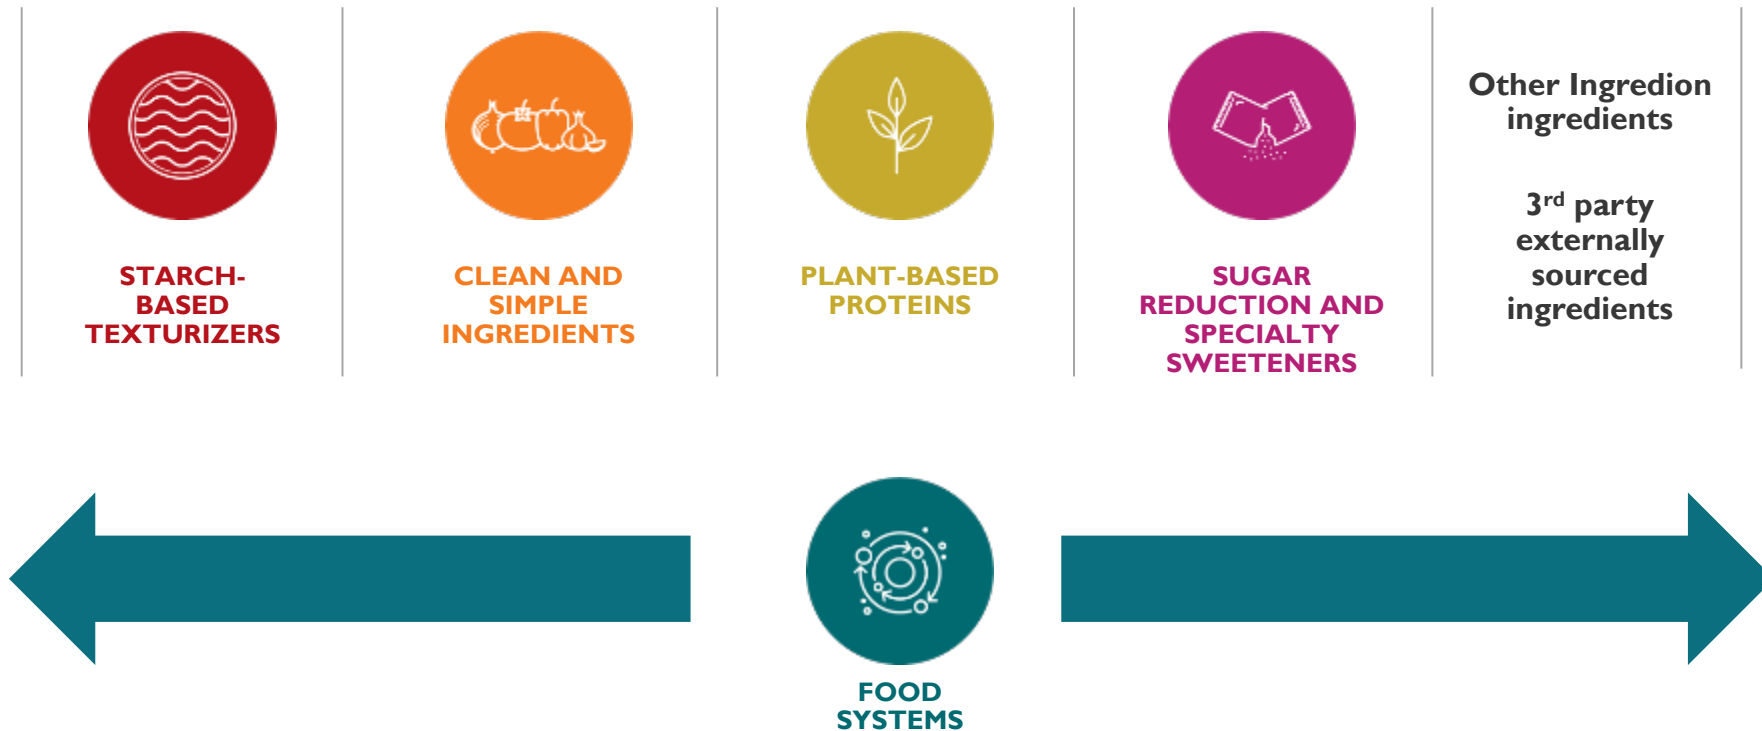 STARCH-
BASED
TEXTURIZERS
CLEAN AND
SIMPLE
INGREDIENTS
PLANT-BASED
PROTEINS
SUGAR
REDUCTION AND
SPECIALTY
SWEETENERS
Other Ingredion
ingredients
3rd party
externally
sourced
ingredients
FOOD
SYSTEMS